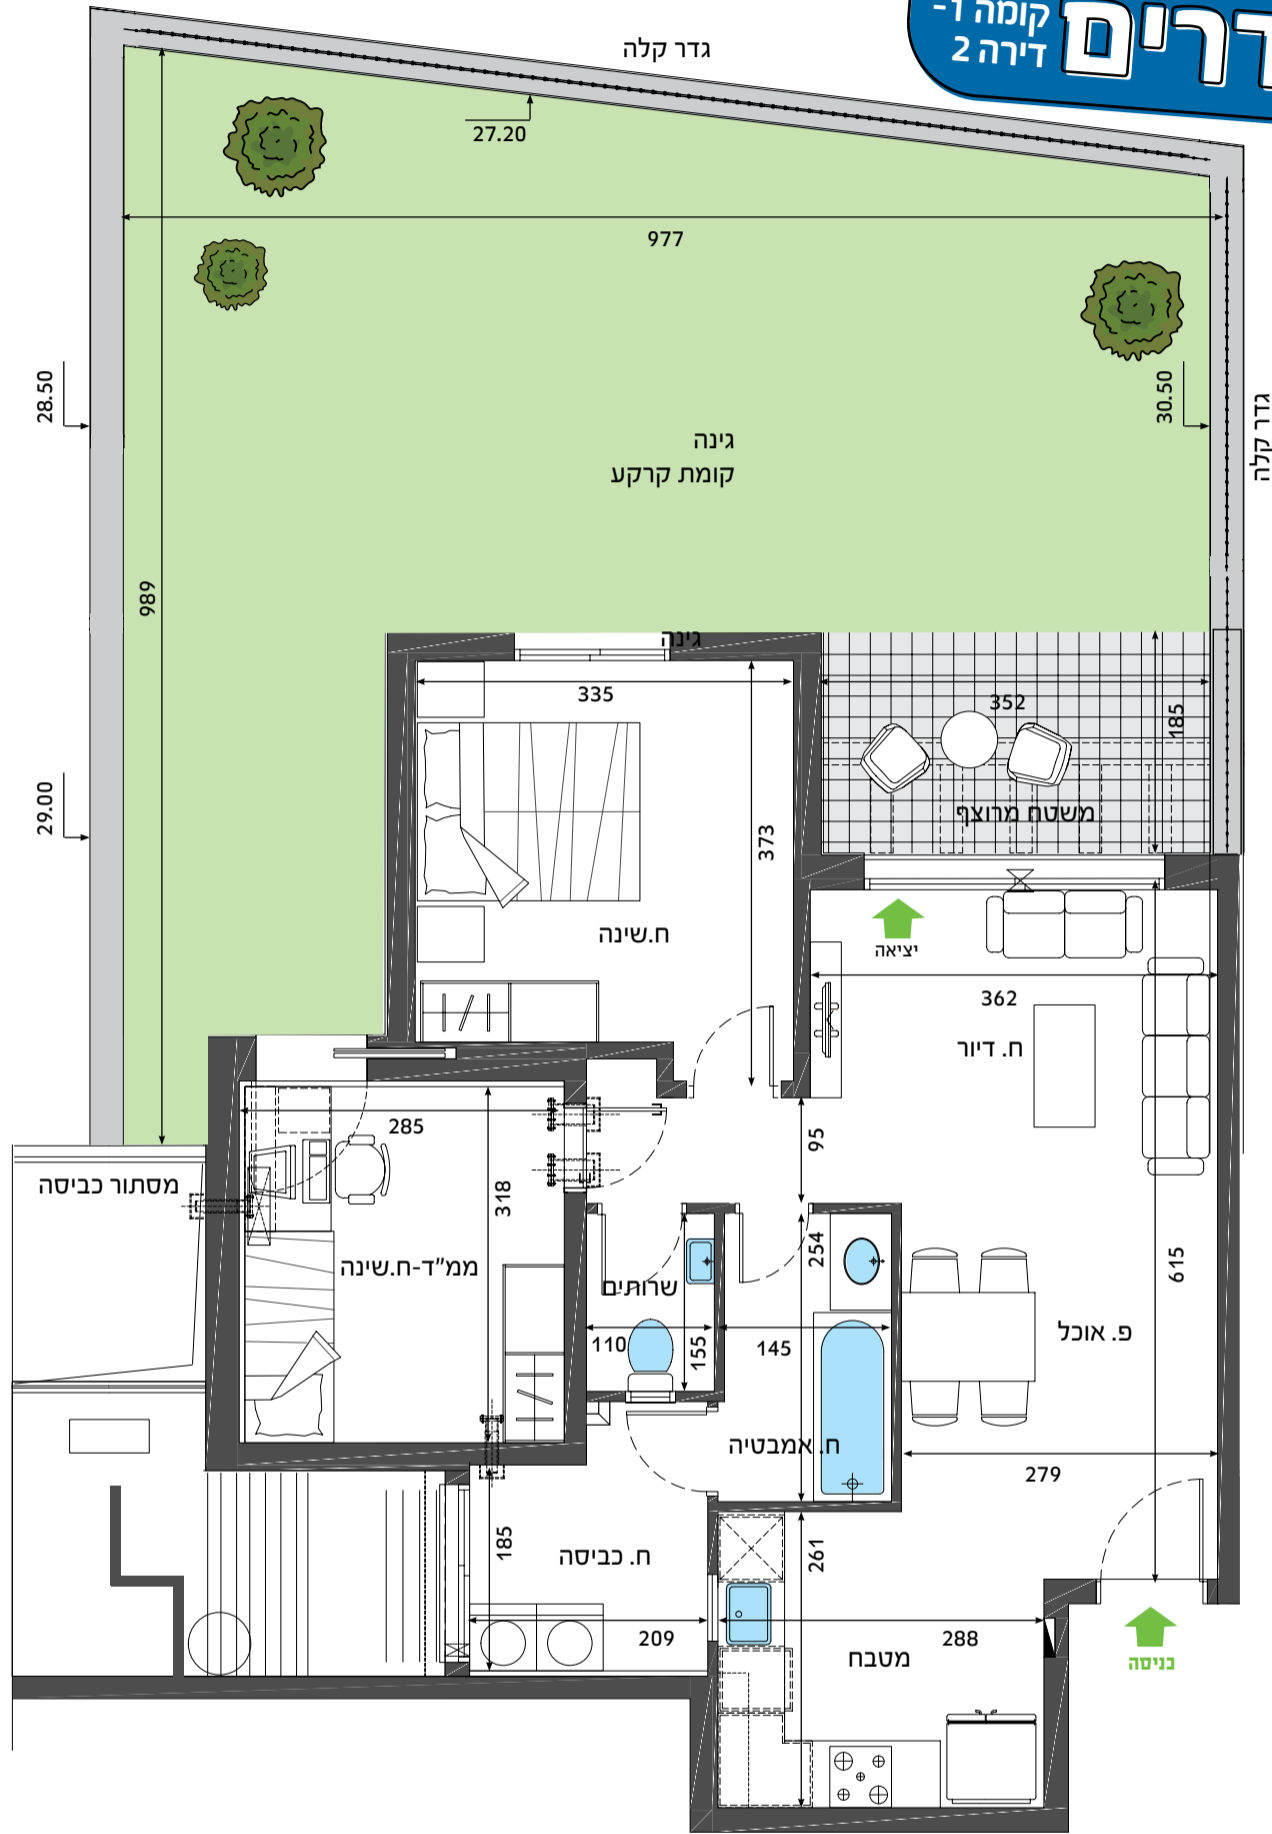 קומה 1-
דירה 2
גדר קלה
27.20
977
28.50
30.50
גדר קלה
גינה
קומת קרקע
989
גינה
335
352
185
29.00
משטח מרוצף
373
ח.שינה
יציאה
362
ח. דיור
285
95
מסתור כביסה
318
254
615
ממ"ד-ח.שינה
שרותים
110
155
145
פ. אוכל
ח. אמבטיה
279
185
ח. כביסה
261
209
288
מטבח
כניסה